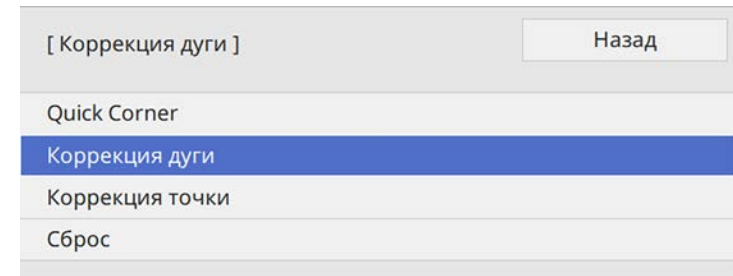 [ Коррекция дуги ]
Назад
Quick Corner
Коррекция дуги
Коррекция точки
Сброс